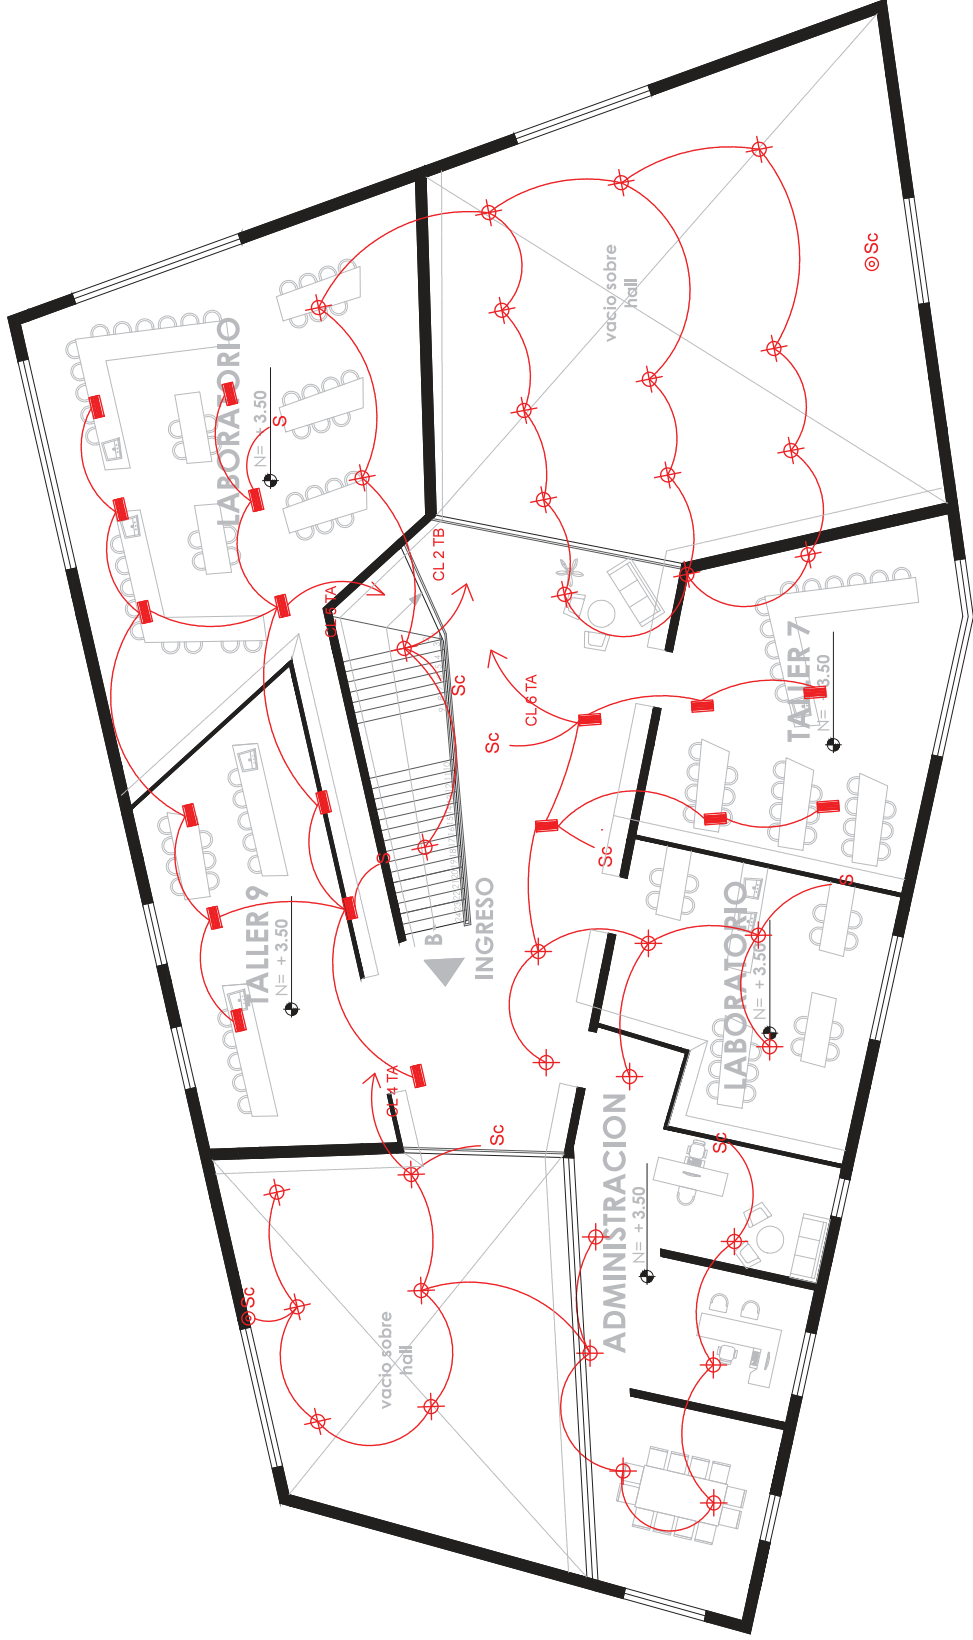 vacio sobre
hall
Sc
LABORATORIO
N= +3.50
S
CL 5 TA
CL 2 TB
Sc
CL 6 TA
Sc
TALLER 7
N= +3.50
Sc
S
TALLER 9
N= +3.50
S
B
INGRESO
LABORATORIO
N= +3.50
CL 4 TA
Sc
Sc
ADMINISTRACION
N= +3.50
Sc
vacio sobre
hall